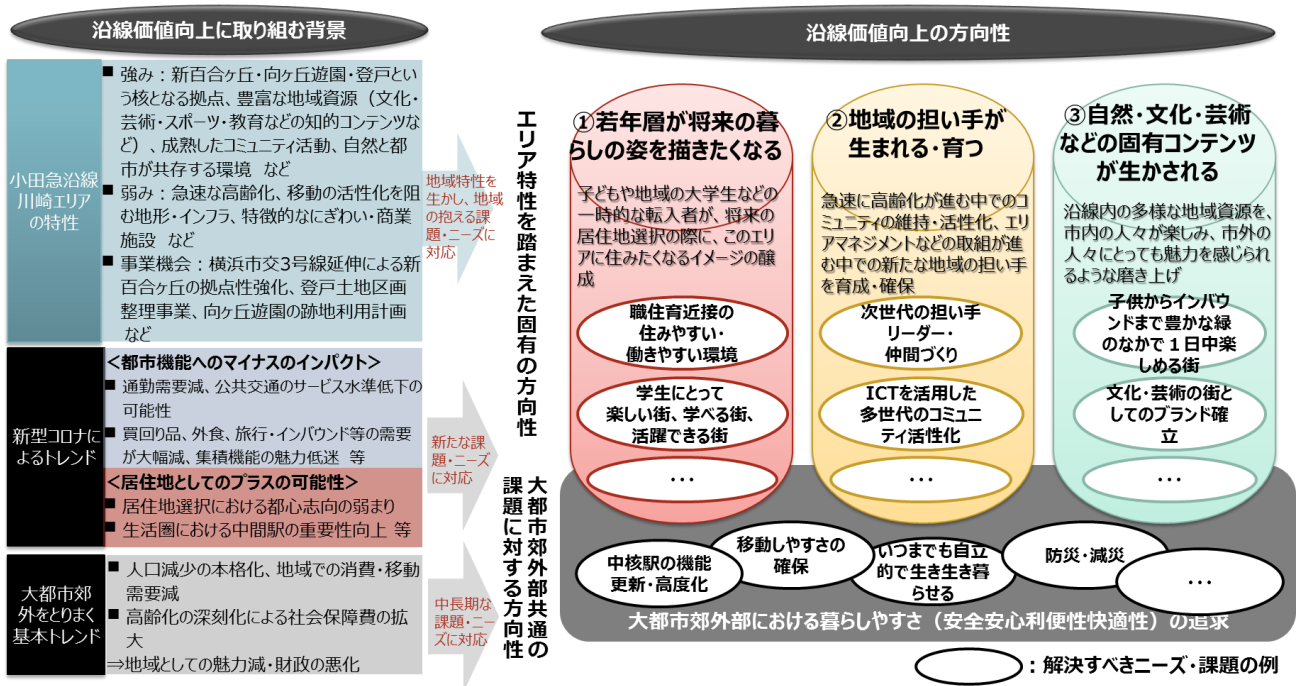 沿線価値向上に取り組む背景
小田急沿線
川崎エリア
の特性
■ 強み：新百合ヶ丘・向ヶ丘遊園・登戸とい
う核となる拠点、豊富な地域資源（文化・
芸術・スポーツ・教育などの知的コンテンツな
ど）、成熟したコミュニティ活動、自然と都
市が共存する環境 など
■ 弱み：急速な高齢化、移動の活性化を阻
む地形・インフラ、特徴的なにぎわい・商業
施設 など
■ 事業機会：横浜市交3号線延伸による新
百合ヶ丘の拠点性強化、登戸土地区画
整理事業、向ヶ丘遊園の跡地利用計画
など
地域特性を
生かし、地域
の抱える課
題・ニーズに
対応
新型コロナに
よるトレンド
<都市機能へのマイナスのインパクト>
■ 通勤需要減、公共交通のサービス水準低下の
可能性
■ 買回り品、外食、旅行・インバウンド等の需要
が大幅減、集積機能の魅力低迷 等
<居住地としてのプラスの可能性>
■ 居住地選択における都心志向の弱まり
■ 生活圏における中間駅の重要性向上 等
新たな課
題・ニーズ
に対応
大都市郊
外をとりまく
基本トレンド
■ 人口減少の本格化、地域での消費・移動
需要減
■ 高齢化の深刻化による社会保障費の拡
大
⇒地域としての魅力減・財政の悪化
中長期な
課題・ニー
ズに対応
沿線価値向上の方向性
エリア特性を踏まえた固有の方向性
①若年層が将来の暮
らしの姿を描きたくなる
子どもや地域の大学生などの
一時的な転入者が、将来の
居住地選択の際に、このエリ
アに住みたくなるイメージの醸
成
職住育近接の
住みやすい・
働きやすい環境
学生にとって
楽しい街、学べる街、
活躍できる街
…
②地域の担い手が
生まれる・育つ
急速に高齢化が進む中でのコ
ミュニティの維持・活性化、エリ
アマネジメントなどの取組が進
む中での新たな地域の担い手
を育成・確保
次世代の担い手
リーダー・
仲間づくり
ICTを活用した
多世代のコミュニ
ティ活性化
…
③自然・文化・芸術
などの固有コンテンツ
が生かされる
沿線内の多様な地域資源を、
市内の人々が楽しみ、市外の
人々にとっても魅力を感じられ
るような磨き上げ
子供からインバウ
ンドまで豊かな緑
のなかで１日中楽
しめる街
文化・芸術の街と
してのブランド確
立
…
大都市郊外部共通の
課題に対する方向性
中核駅の機能
更新・高度化
移動しやすさの
確保
いつまでも自立
的で生き生き暮
らせる
防災・減災
…
大都市郊外部における暮らしやすさ（安全安心利便性快適性）の追求
：解決すべきニーズ・課題の例